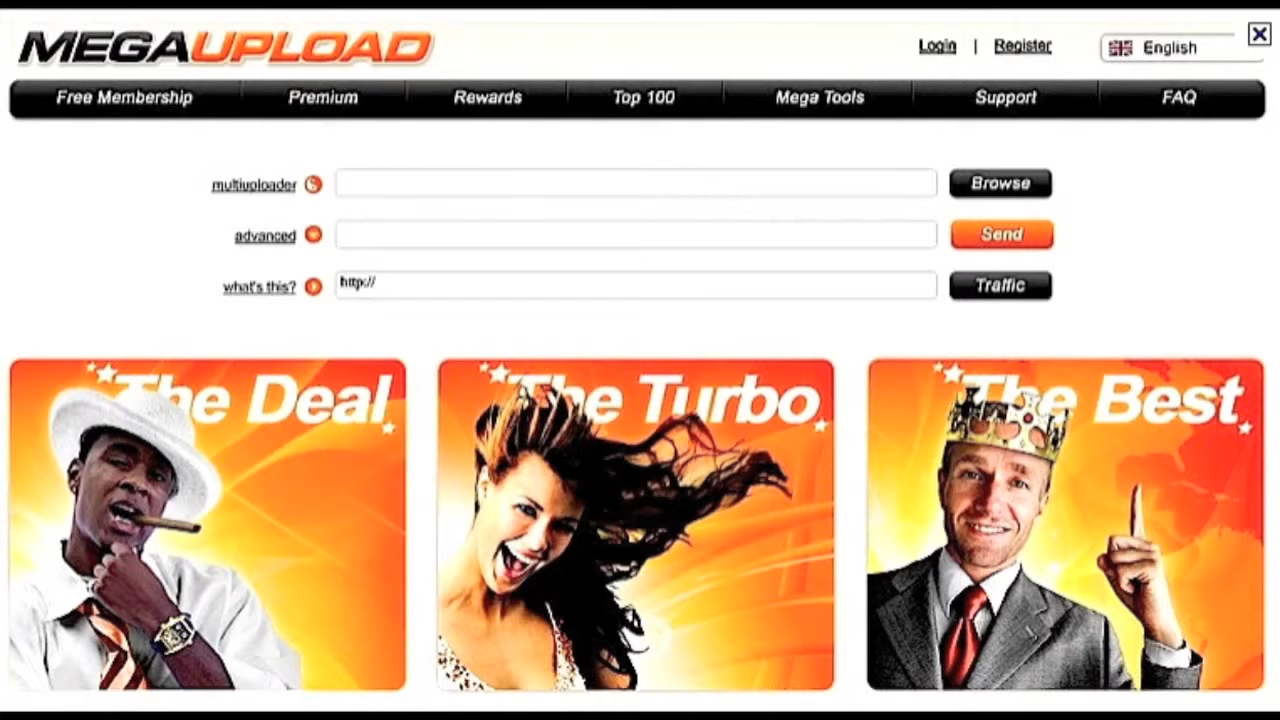 MEGAUPLOAD
Login | Register
English
Free Membership Premium Rewards Top 100 Mega Tools Support FAQ
multiuploader
Browse
advanced
Send
what's this? http://
Traffic
The Deal
The Turbo
The Best